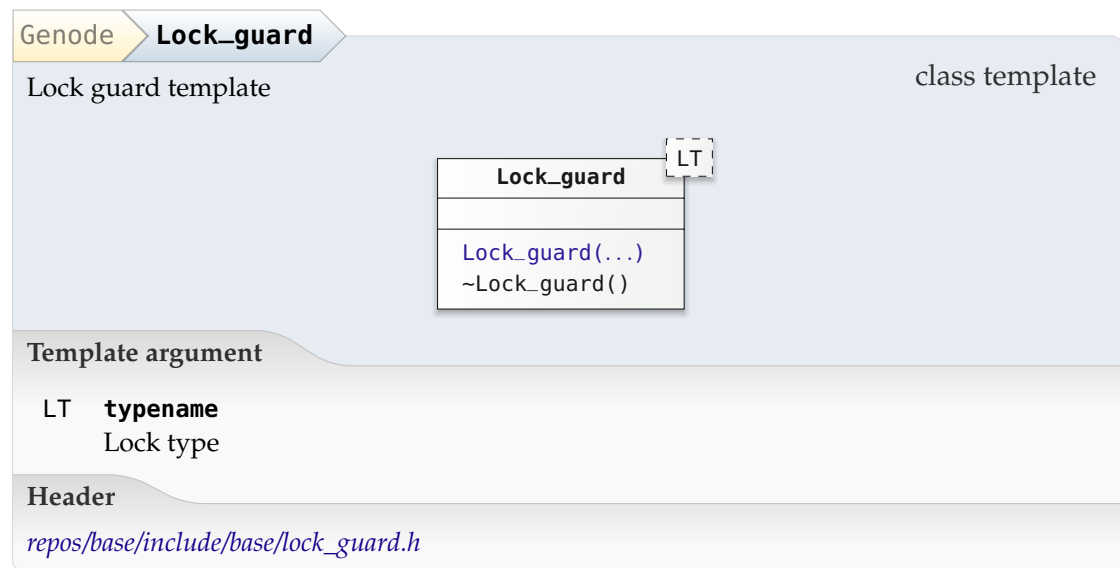 Genode Lock_guard
Lock guard template
class template
LT
Lock_guard
Lock_guard(...)
~Lock_guard()
Template argument
LT typename
Lock type
Header
repos/base/include/base/lock_guard.h